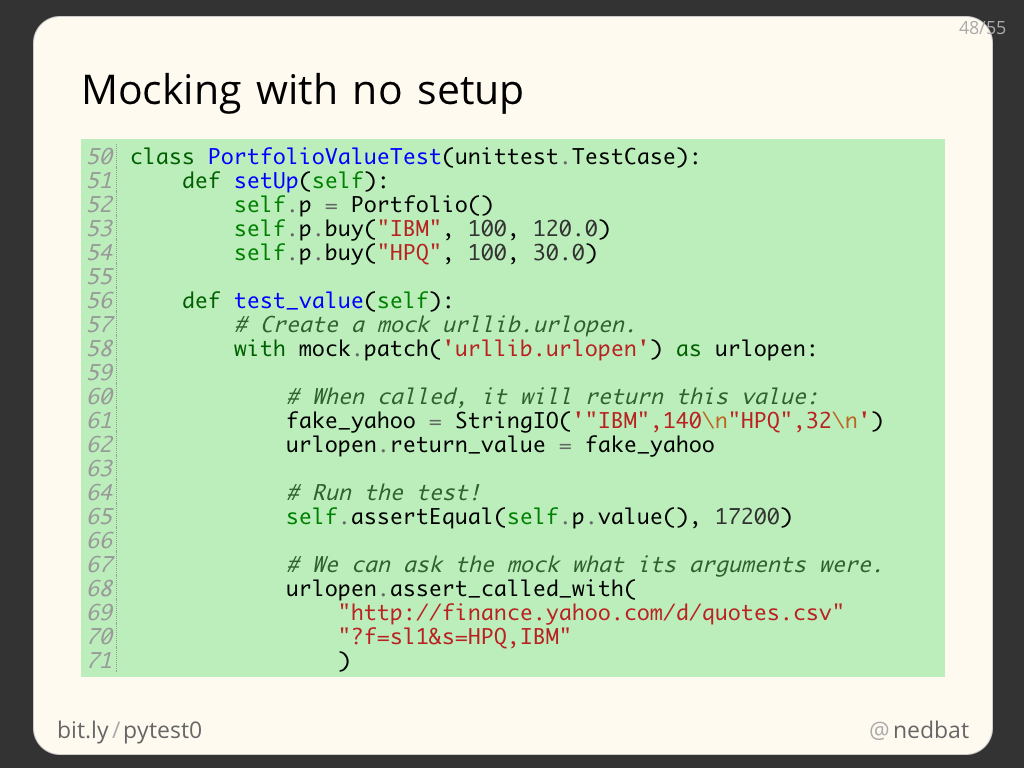 48/55
Mocking with no setup
50 class PortfolioValueTest(unittest.TestCase):
51     def setUp(self):
52         self.p = Portfolio()
53         self.p.buy("IBM", 100, 120.0)
54         self.p.buy("HPQ", 100, 30.0)
55
56     def test_value(self):
57         # Create a mock urllib.urlopen.
58         with mock.patch('urllib.urlopen') as urlopen:
59
60             # When called, it will return this value:
61             fake_yahoo = StringIO('"IBM",140\n"HPQ",32\n')
62             urlopen.return_value = fake_yahoo
63
64             # Run the test!
65             self.assertEqual(self.p.value(), 17200)
66
67             # We can ask the mock what its arguments were.
68             urlopen.assert_called_with(
69                 "http://finance.yahoo.com/d/quotes.csv"
70                 "?f=sl1&s=HPQ,IBM"
71                 )
bit.ly/pytest0
@nedbat